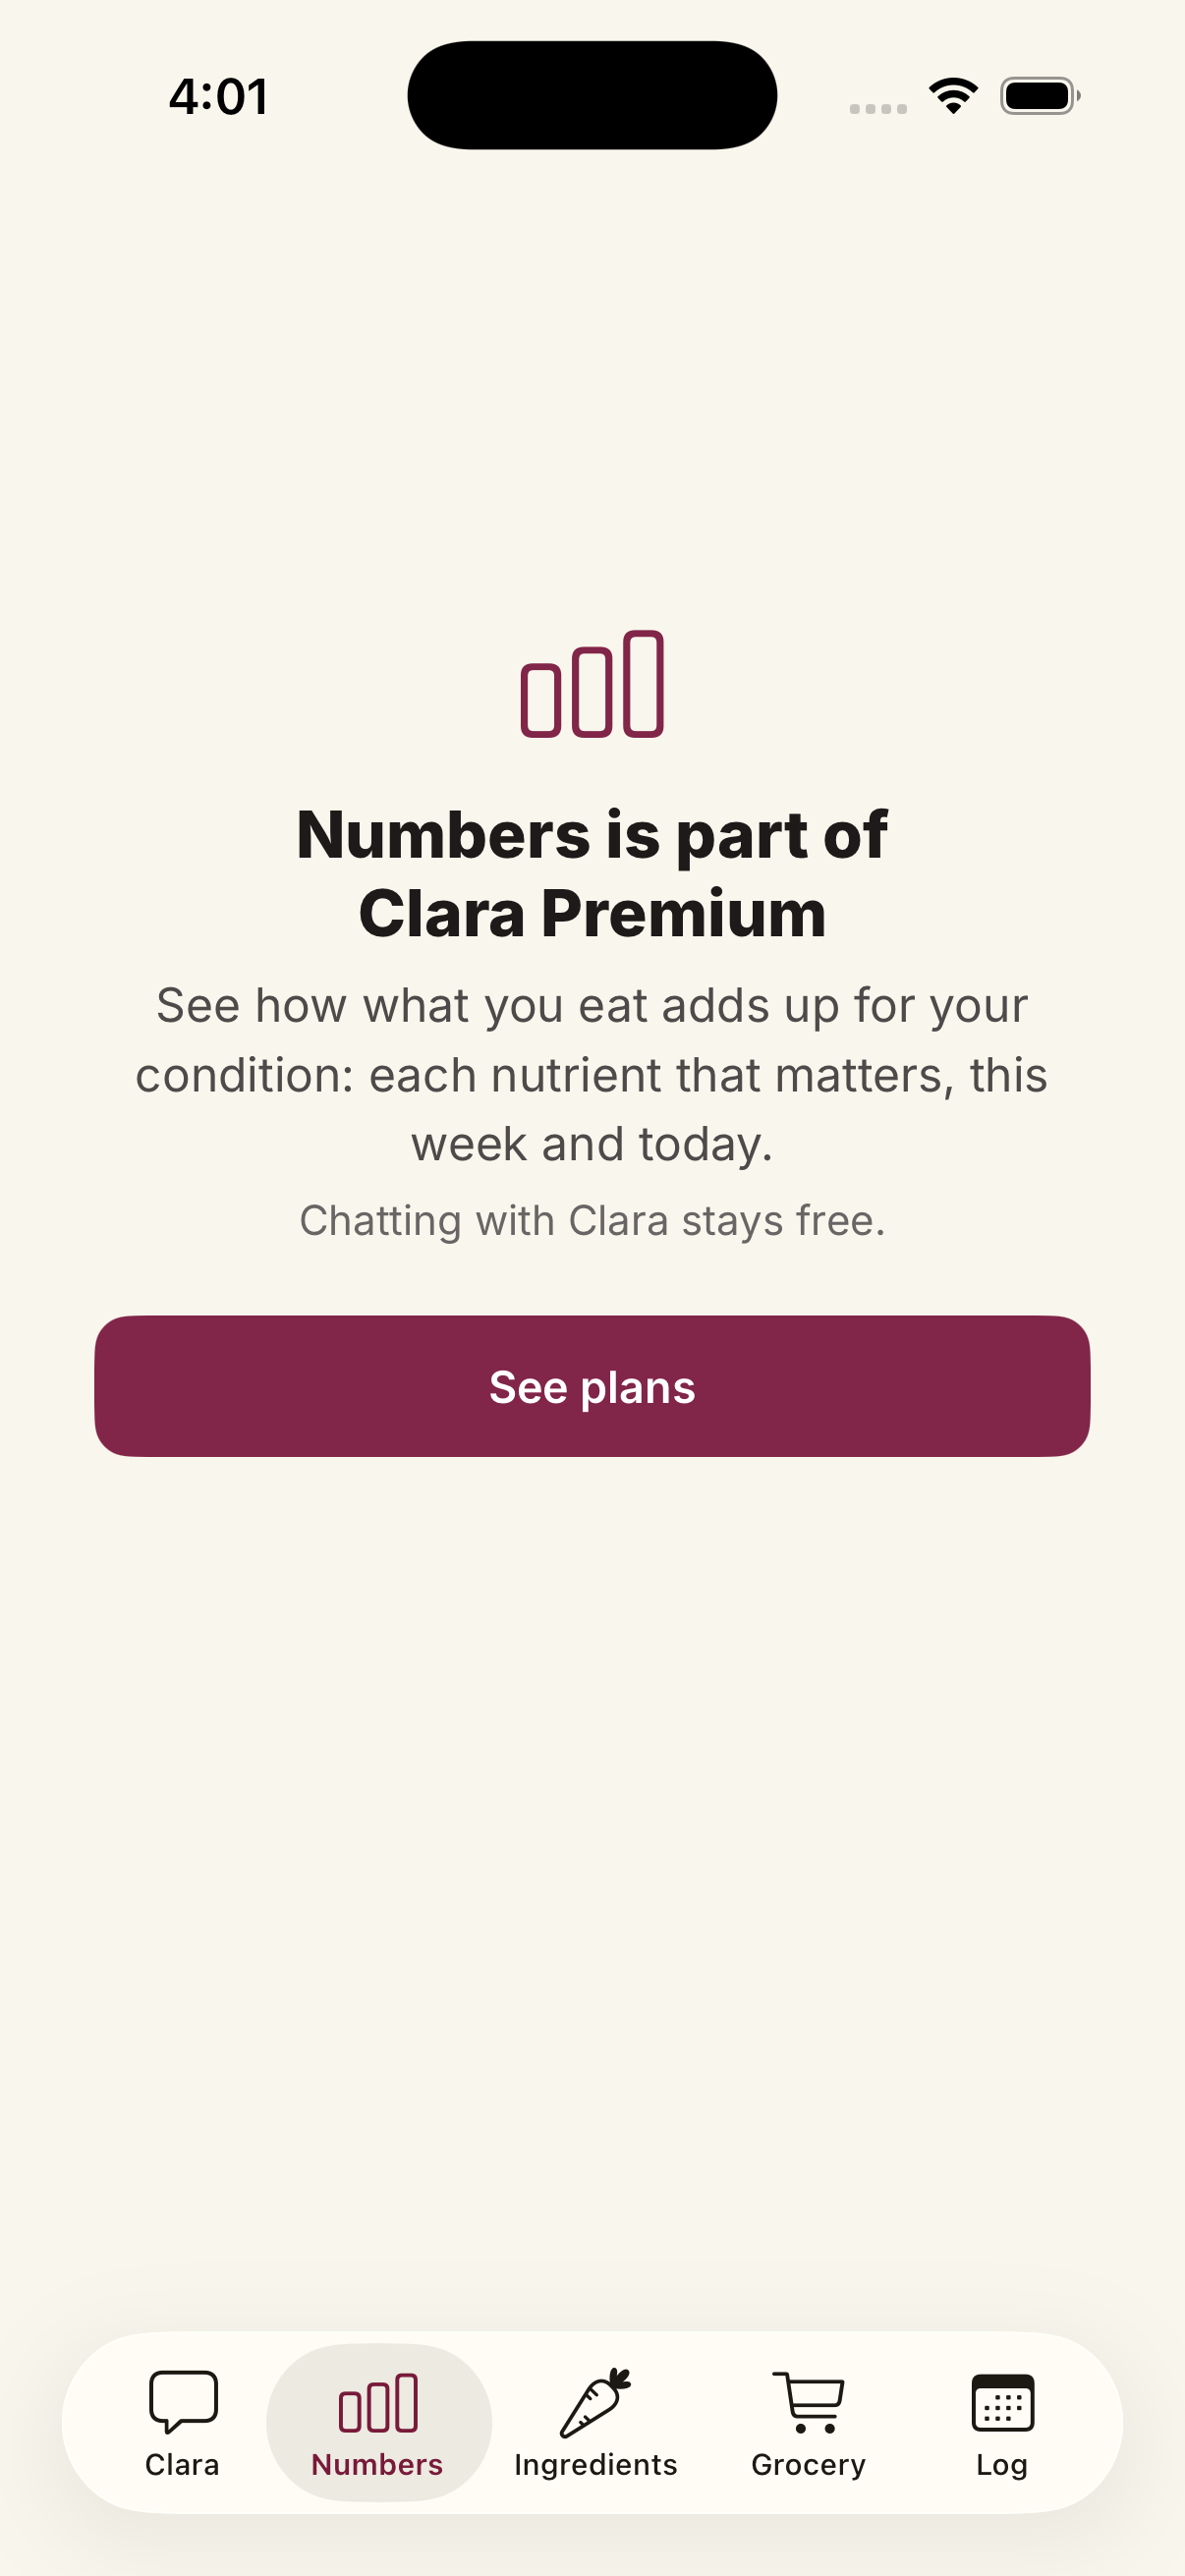 4:01
Numbers is part of
Clara Premium
See how what you eat adds up for your
condition: each nutrient that matters, this
week and today.
Chatting with Clara stays free.
See plans
Clara
Numbers
Ingredients
Grocery
Log